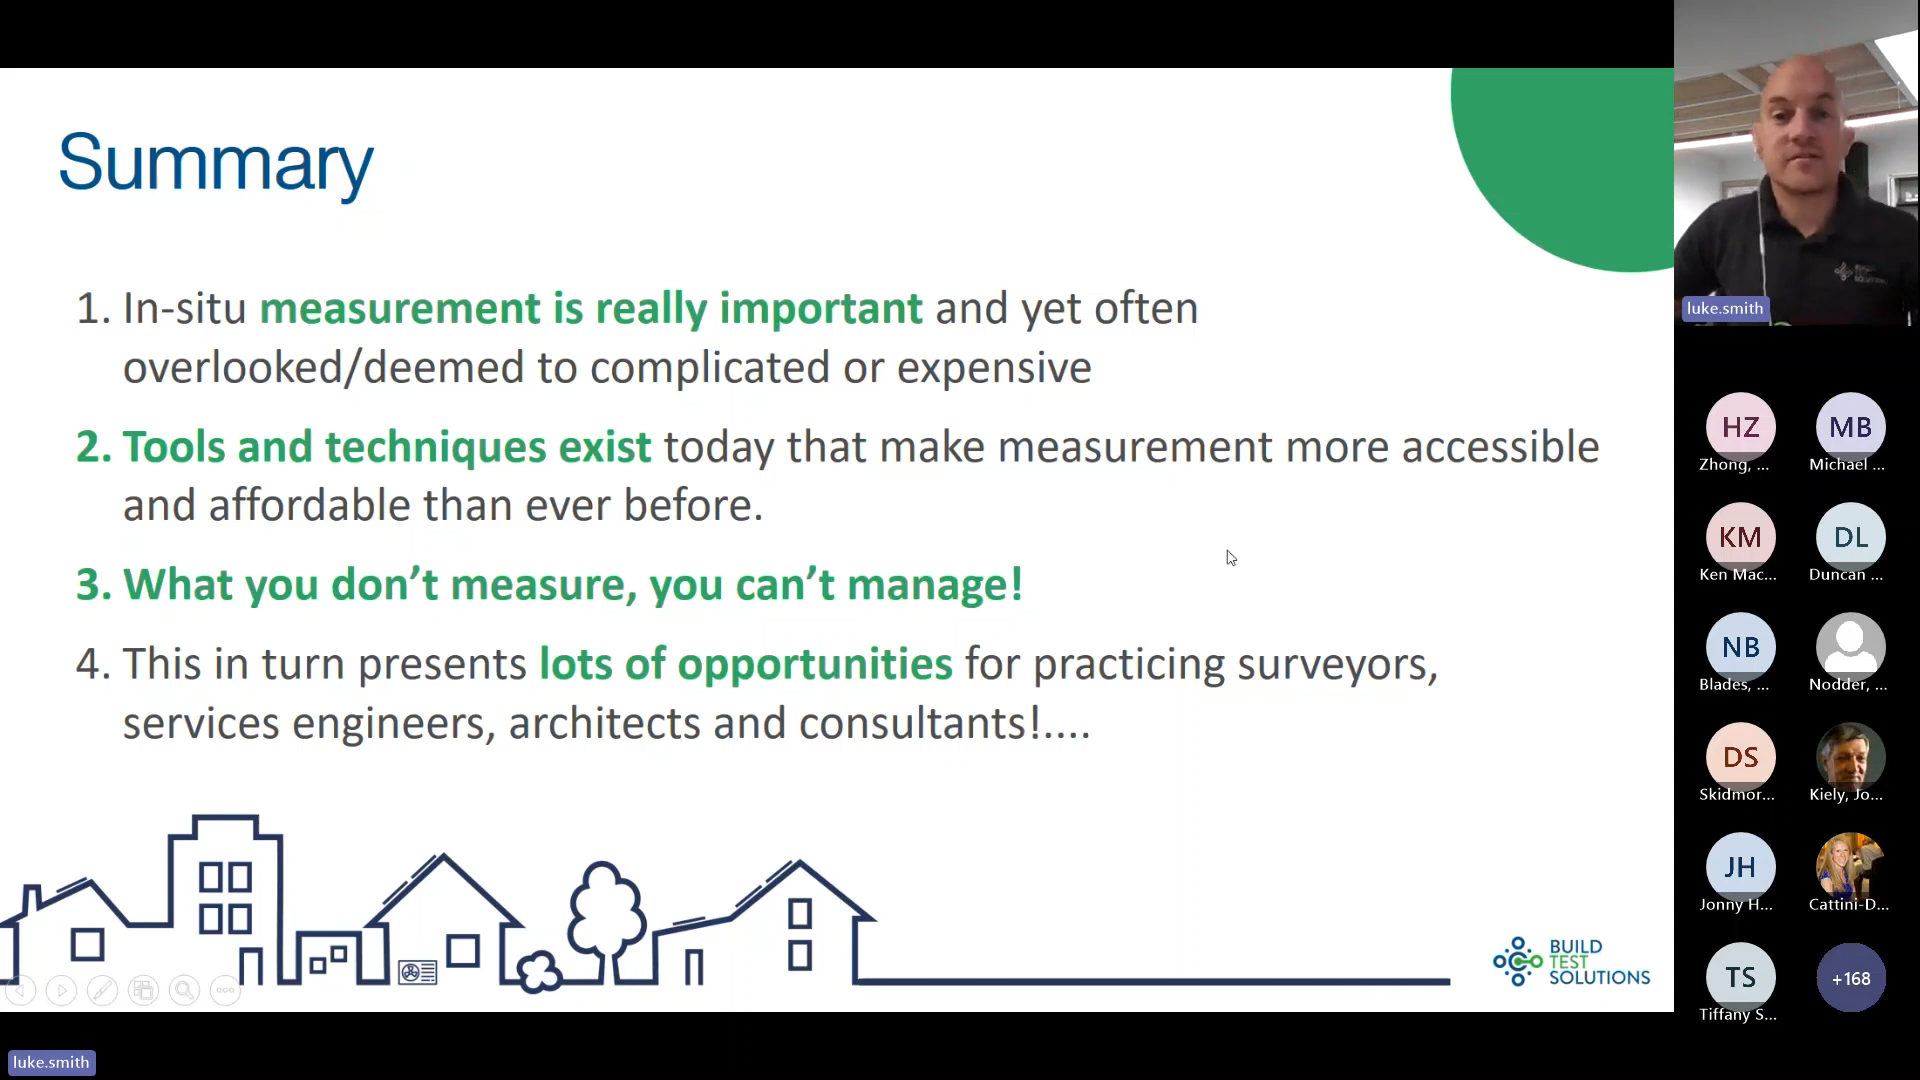 Summary
1. In-situ measurement is really important and yet often
overlooked/deemed to complicated or expensive
2. Tools and techniques exist today that make measurement more accessible
and affordable than ever before.
3. What you don’t measure, you can’t manage!
4. This in turn presents lots of opportunities for practicing surveyors,
services engineers, architects and consultants!....
BUILD
TEST
SOLUTIONS
luke.smith
luke.smith
HZ
Zhong, ...
MB
Michael ...
KM
Ken Mac...
DL
Duncan ...
NB
Blades, ...
Nodder, ...
DS
Skidmor...
Kiely, Jo...
JH
Jonny H...
Cattini-D...
TS
Tiffany S...
+168